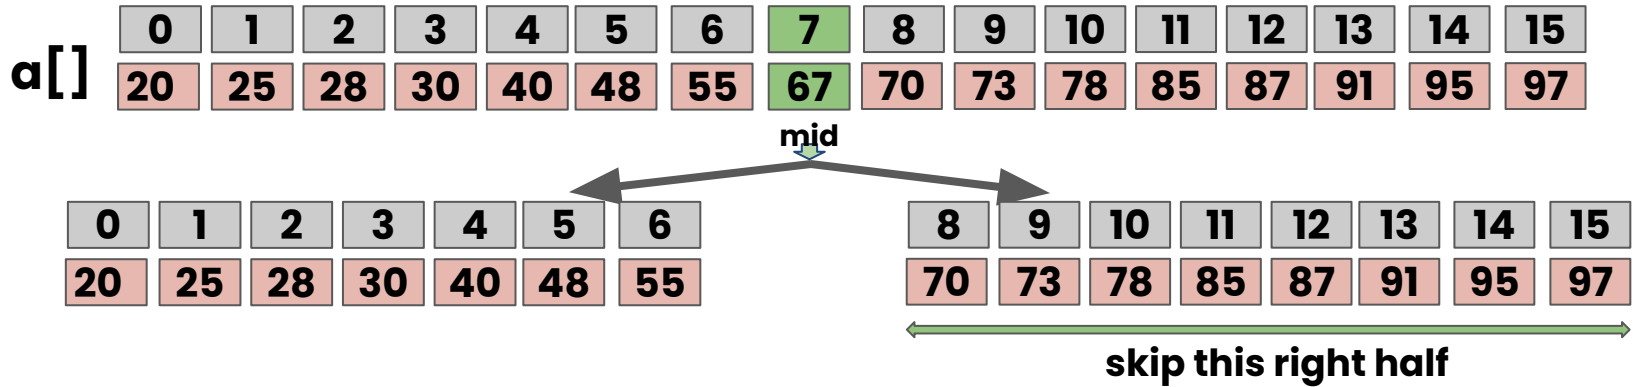 0 1 2 3 4 5 6 7 8 9 10 11 12 13 14 15
a[]
20 25 28 30 40 48 55 67 70 73 78 85 87 91 95 97
mid
0 1 2 3 4 5 6 8 9 10 11 12 13 14 15
20 25 28 30 40 48 55 70 73 78 85 87 91 95 97
skip this right half